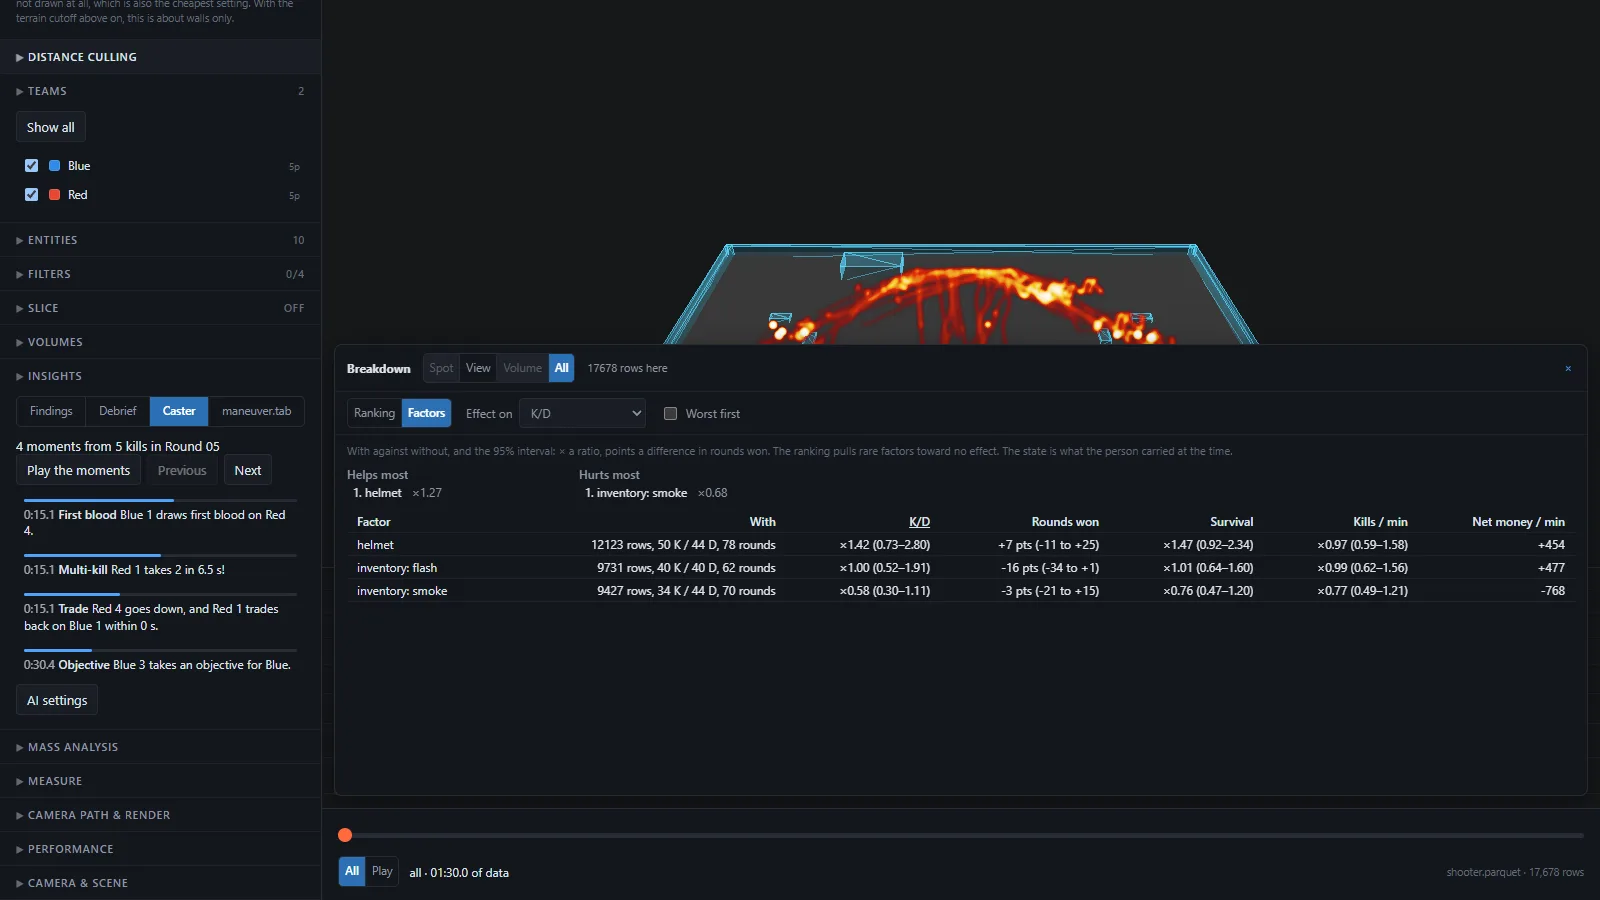 not drawn at all, which is also the cheapest setting. With the
terrain cutoff above on, this is about walls only.
DISTANCE CULLING
TEAMS 2
Show all
Blue 5p
Red 5p
ENTITIES 10
FILTERS 0/4
SLICE OFF
VOLUMES
INSIGHTS
Findings Debrief Caster maneuver.tab
4 moments from 5 kills in Round 05
Play the moments Previous Next
0:15.1 First blood Blue 1 draws first blood on Red
4.
0:15.1 Multi-kill Red 1 takes 2 in 6.5 s!
0:15.1 Trade Red 4 goes down, and Red 1 trades
back on Blue 1 within 0 s.
0:30.4 Objective Blue 3 takes an objective for Blue.
AI settings
MASS ANALYSIS
MEASURE
CAMERA PATH & RENDER
PERFORMANCE
CAMERA & SCENE
Breakdown Spot View Volume All 17678 rows here ×
Ranking Factors Effect on K/D Worst first
With against without, and the 95% interval: × a ratio, points a difference in rounds won. The ranking pulls rare factors toward no effect. The state is what the person carried at the time.
Helps most Hurts most
1. helmet ×1.27 1. inventory: smoke ×0.68
Factor With K/D Rounds won Survival Kills / min Net money / min
helmet 12123 rows, 50 K / 44 D, 78 rounds ×1.42 (0.73–2.80) +7 pts (-11 to +25) ×1.47 (0.92–2.34) ×0.97 (0.59–1.58) +454
inventory: flash 9731 rows, 40 K / 40 D, 62 rounds ×1.00 (0.52–1.91) -16 pts (-34 to +1) ×1.01 (0.64–1.60) ×0.99 (0.62–1.56) +477
inventory: smoke 9427 rows, 34 K / 44 D, 70 rounds ×0.58 (0.30–1.11) -3 pts (-21 to +15) ×0.76 (0.47–1.20) ×0.77 (0.49–1.21) -768
All Play all · 01:30.0 of data
shooter.parquet · 17,678 rows